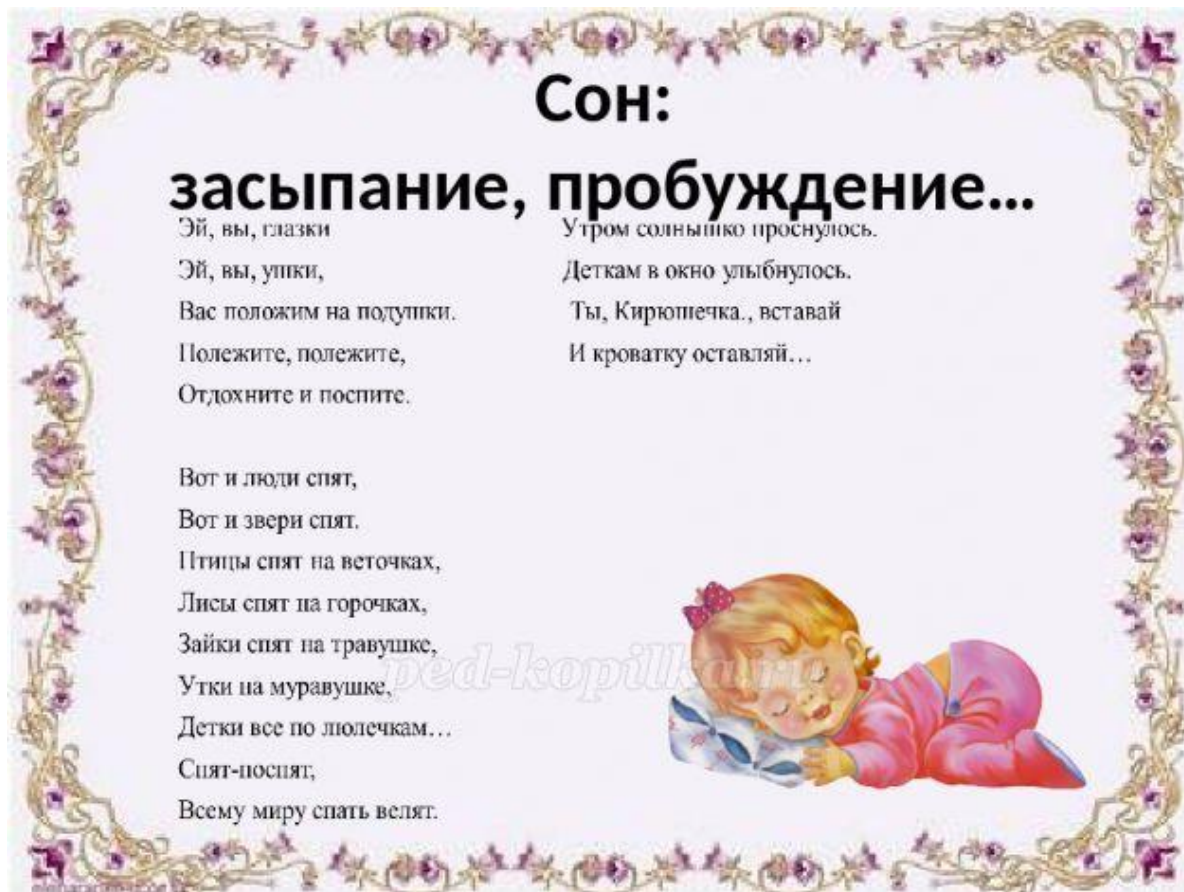 Сон:
засыпание, пробуждение...
Эй, вы, глазки
Эй, вы, ушки,
Вас положим на подушки.
Полежите, полежите,
Отдохните и поспите.
Вот и люди спят,
Вот и звери спят.
Птицы спят на веточках,
Лисы спят на горочках,
Зайки спят на травушке,
Утки на муравушке,
Детки все по люлечкам…
Спят-поспят,
Всему миру спать велят.
Утром солнышко проснулось.
Деткам в окно улыбнулось.
Ты, Кирюшечка., вставай
И кроватку оставляй…
ped-kopilka.ru